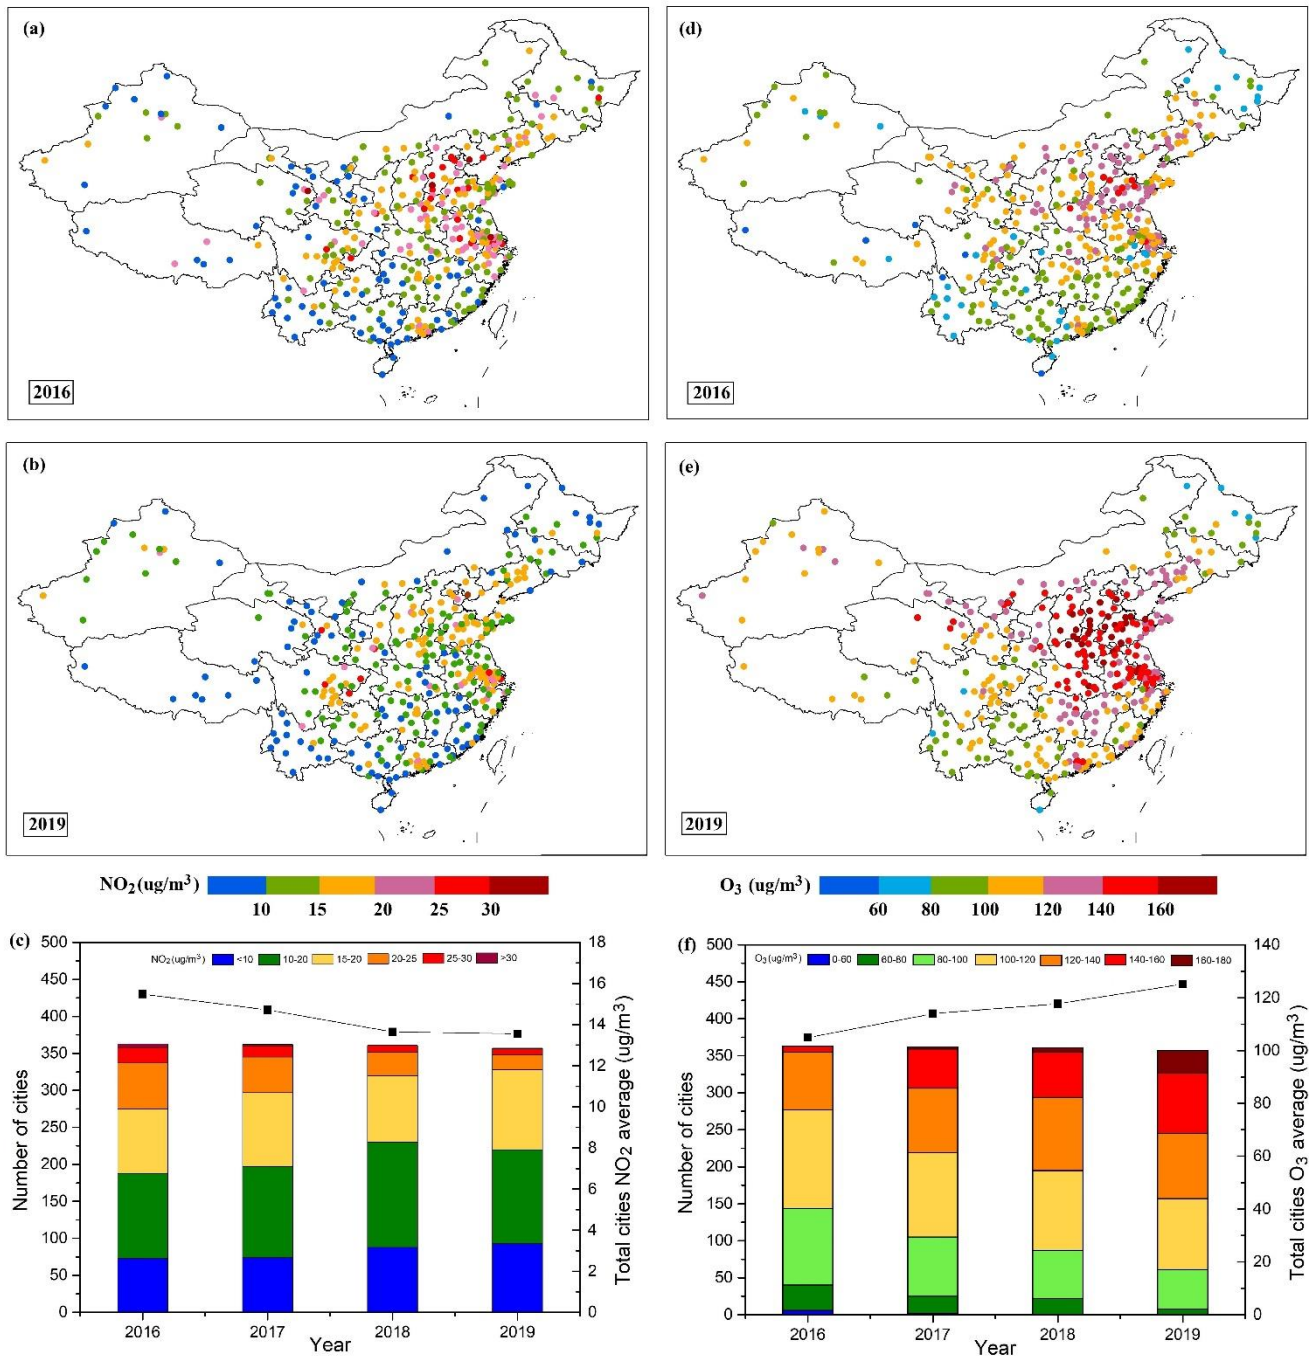 (a)
2016
(d)
2016
(b)
2019
(e)
2019
NO2(ug/m3)
10 15 20 25 30
O3 (ug/m3)
60 80 100 120 140 160
(c)
NO2(ug/m3) <10 10-20 15-20 20-25 25-30 >30
500
450
400
350
300
250
200
150
100
50
0
Number of cities
18
16
14
12
10
8
6
4
2
0
Total cities NO2 average (ug/m3)
2016 2017 2018 2019
Year
(f)
O3(ug/m3) 0-60 60-80 80-100 100-120 120-140 140-160 160-180
500
450
400
350
300
250
200
150
100
50
0
Number of cities
140
120
100
80
60
40
20
0
Total cities O3 average (ug/m3)
2016 2017 2018 2019
Year